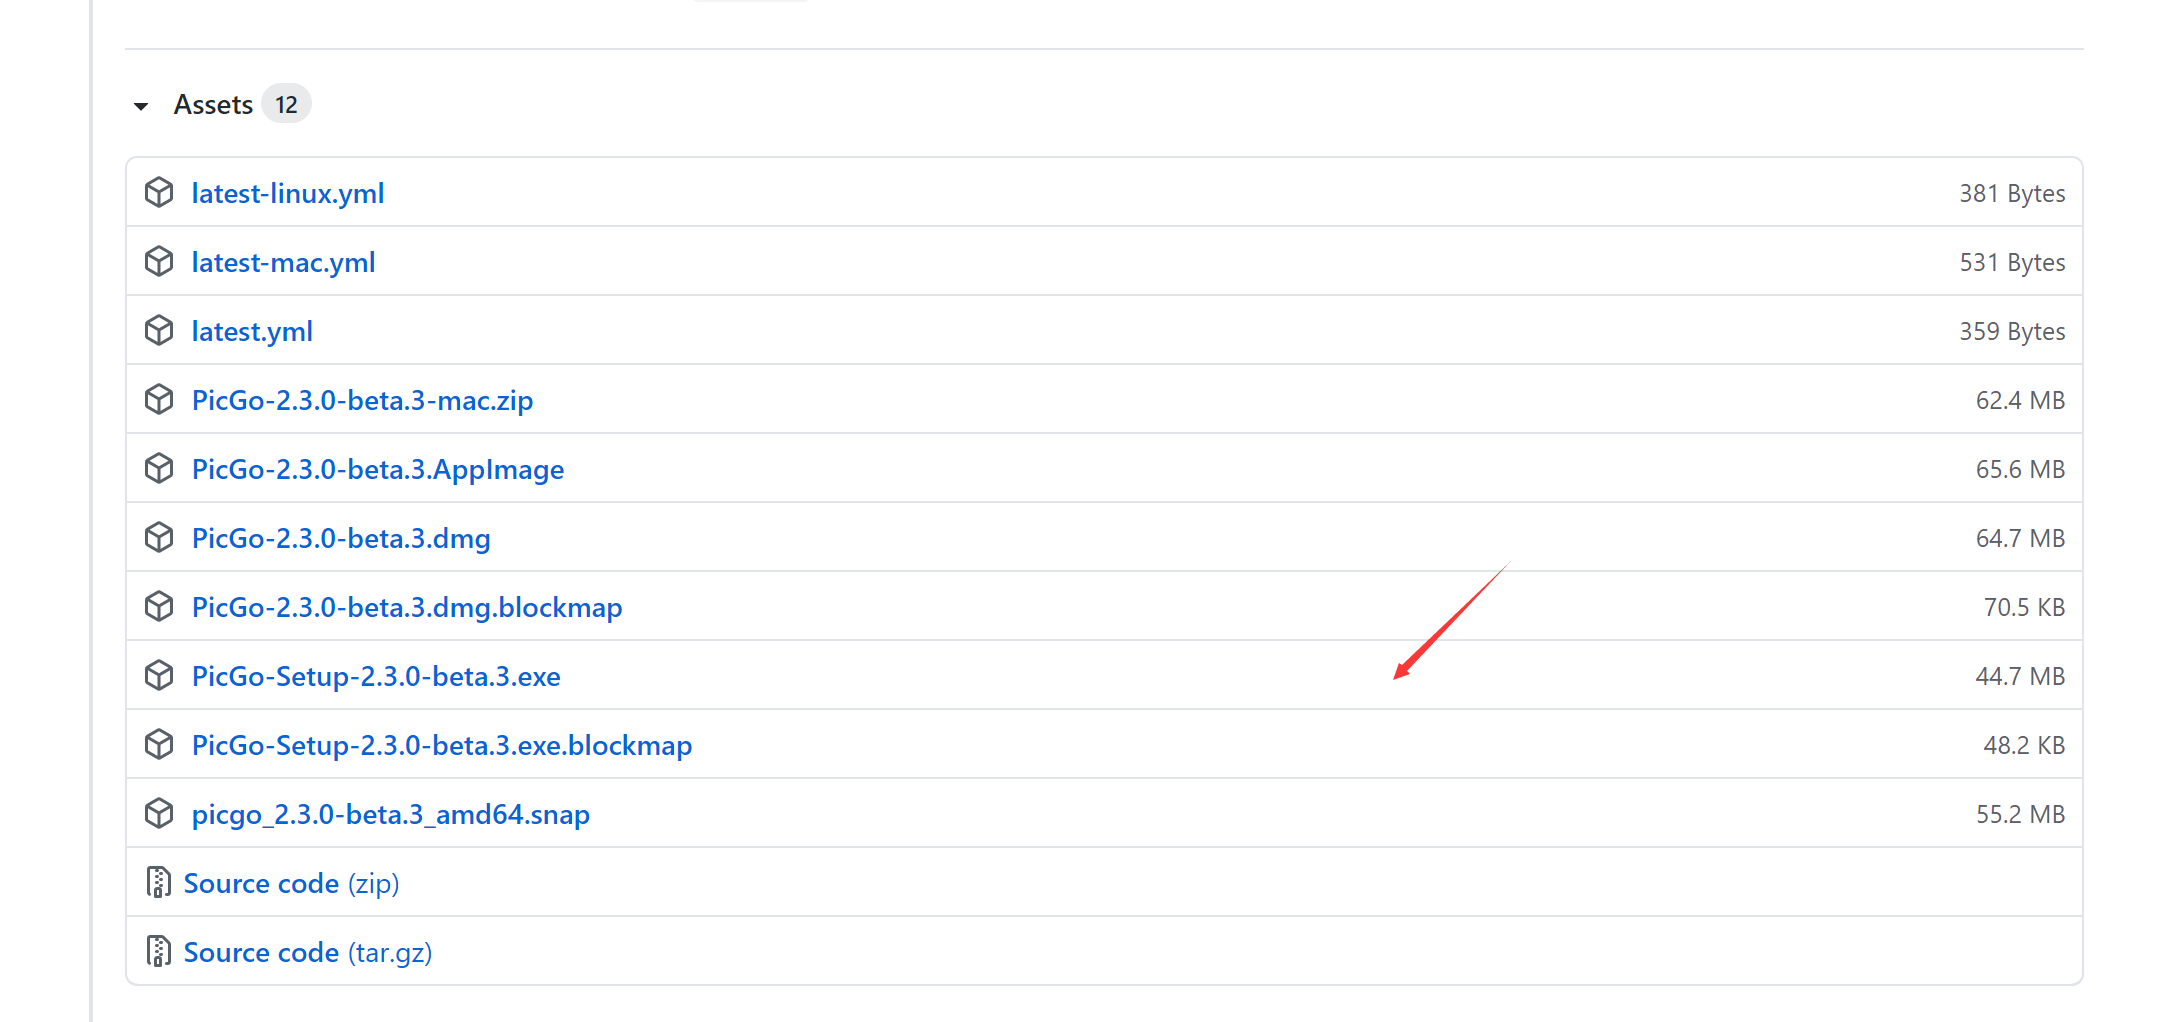 Assets 12
latest-linux.yml 381 Bytes
latest-mac.yml 531 Bytes
latest.yml 359 Bytes
PicGo-2.3.0-beta.3-mac.zip 62.4 MB
PicGo-2.3.0-beta.3.AppImage 65.6 MB
PicGo-2.3.0-beta.3.dmg 64.7 MB
PicGo-2.3.0-beta.3.dmg.blockmap 70.5 KB
PicGo-Setup-2.3.0-beta.3.exe 44.7 MB
PicGo-Setup-2.3.0-beta.3.exe.blockmap 48.2 KB
picgo_2.3.0-beta.3_amd64.snap 55.2 MB
Source code (zip)
Source code (tar.gz)